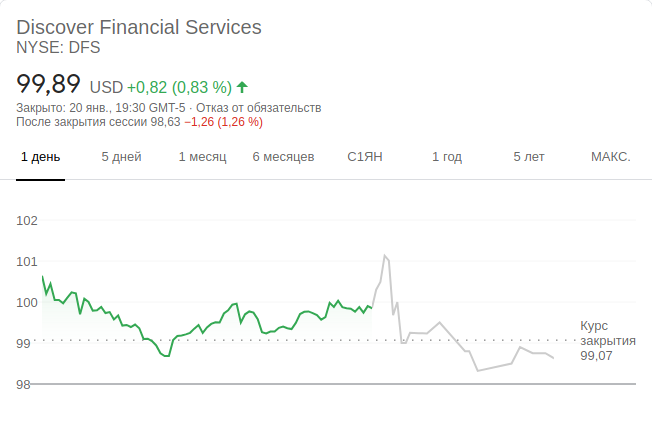 Discover Financial Services
NYSE: DFS
99,89 USD +0,82 (0,83 %)
Закрыто: 20 янв., 19:30 GMT-5 · Отказ от обязательств
После закрытия сессии 98,63 −1,26 (1,26 %)
1 день 5 дней 1 месяц 6 месяцев С1ЯН 1 год 5 лет МАКС.
102
101
100
99
98
Курс
закрытия
99,07